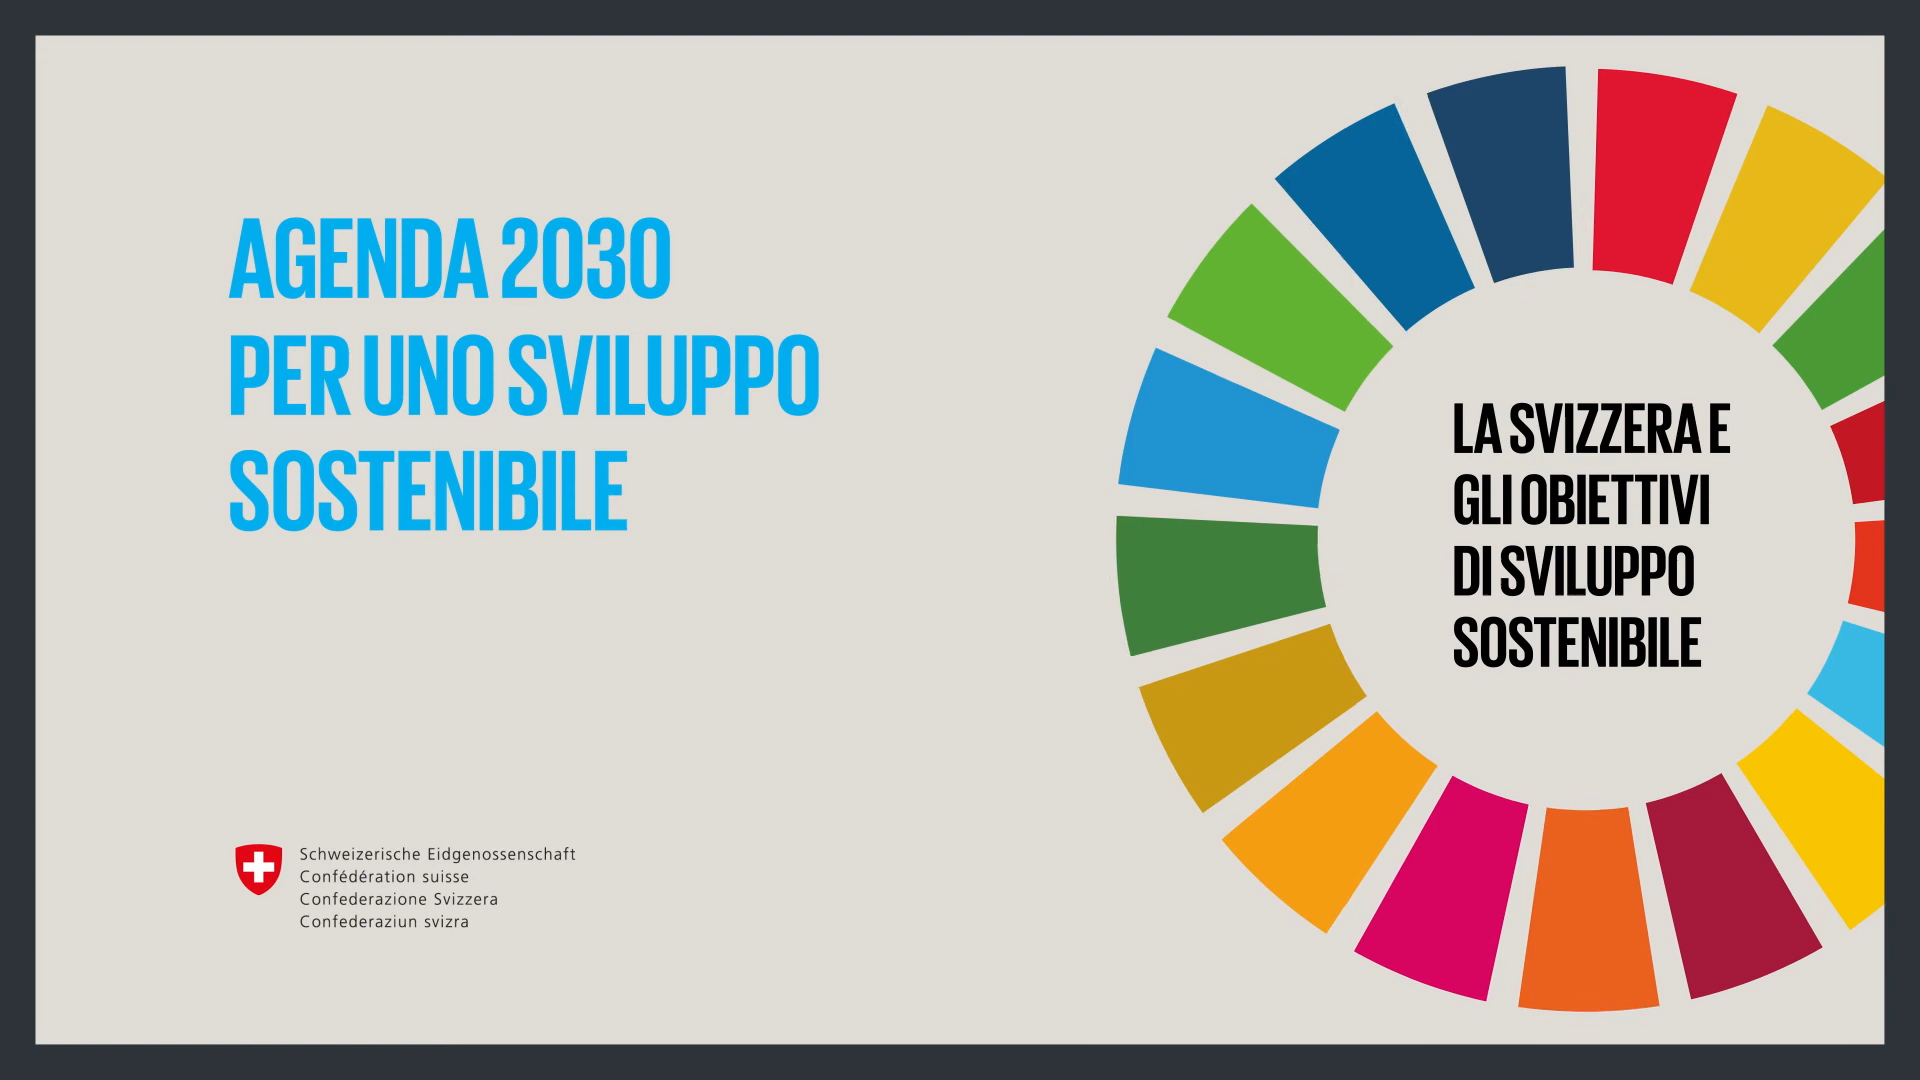 AGENDA 2030
PER UNO SVILUPPO
SOSTENIBILE
LA SVIZZERA E
GLI OBIETTIVI
DI SVILUPPO
SOSTENIBILE
Schweizerische Eidgenossenschaft
Confédération suisse
Confederazione Svizzera
Confederaziun svizra